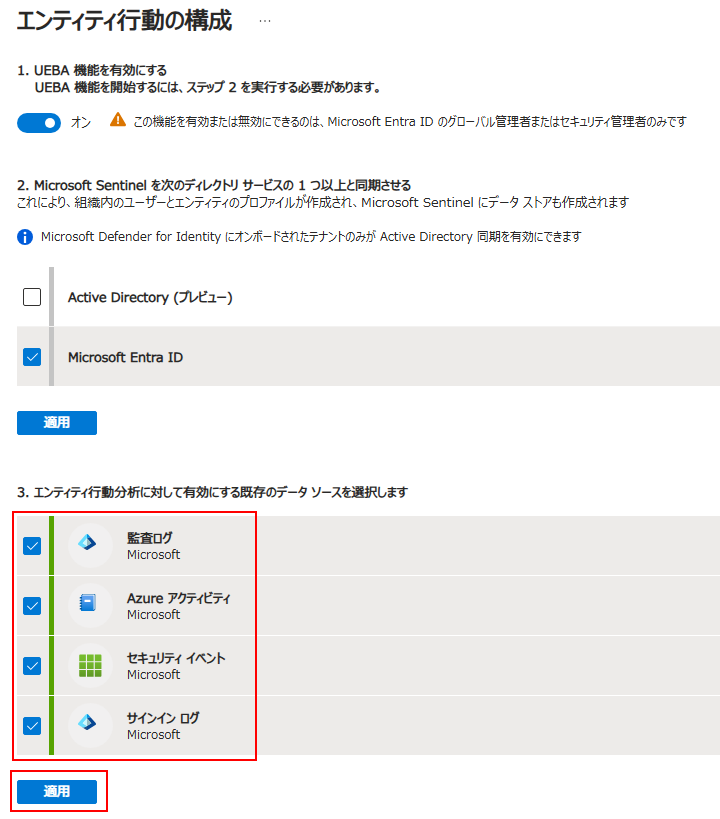 エンティティ行動の構成 …
1. UEBA 機能を有効にする
UEBA 機能を開始するには、ステップ 2 を実行する必要があります。
オン
この機能を有効または無効にできるのは、Microsoft Entra ID のグローバル管理者またはセキュリティ管理者のみです
2. Microsoft Sentinel を次のディレクトリ サービスの 1 つ以上と同期させる
これにより、組織内のユーザーとエンティティのプロファイルが作成され、Microsoft Sentinel にデータ ストアも作成されます
Microsoft Defender for Identity にオンボードされたテナントのみが Active Directory 同期を有効にできます
Active Directory (プレビュー)
Microsoft Entra ID
適用
3. エンティティ行動分析に対して有効にする既存のデータ ソースを選択します
監査ログ
Microsoft
Azure アクティビティ
Microsoft
セキュリティ イベント
Microsoft
サインイン ログ
Microsoft
適用